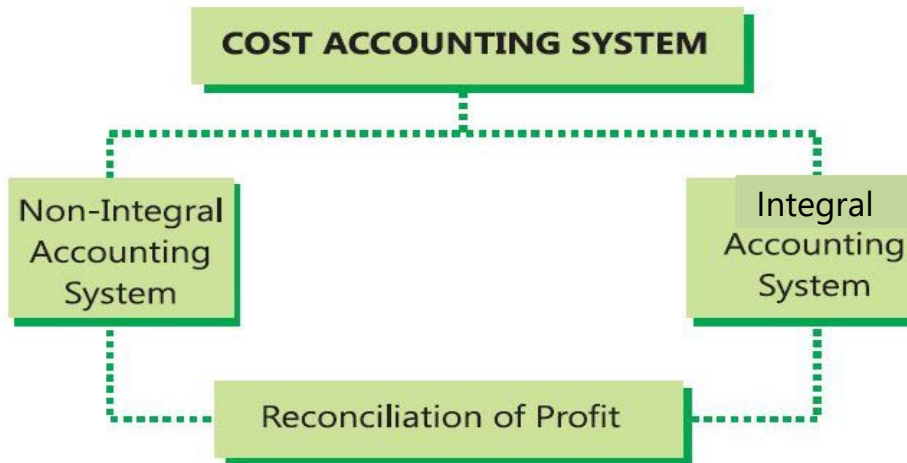 COST ACCOUNTING SYSTEM
Non-Integral
Accounting
System
Integral
Accounting
System
Reconciliation of Profit